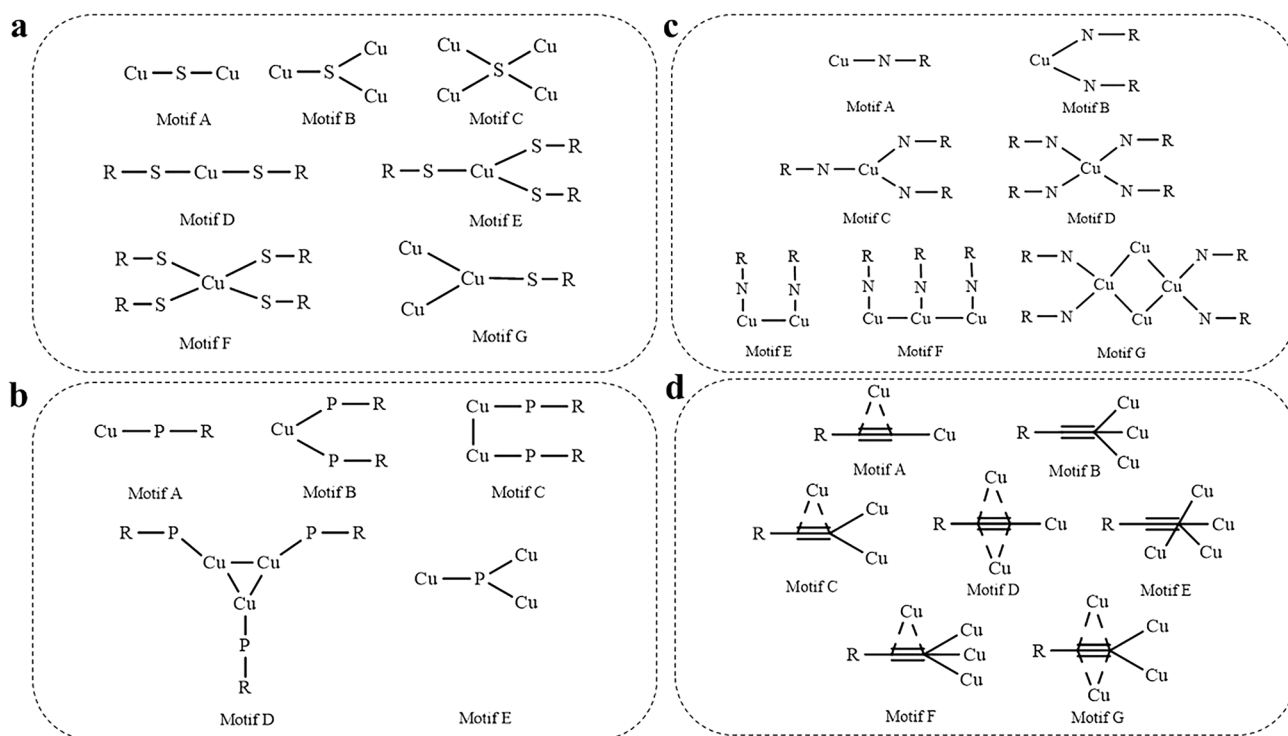 a
Cu S Cu
Motif A
Cu S Cu Cu
Motif B
Cu Cu S Cu Cu
Motif C
R S Cu S R
Motif D
R S Cu S R S R
Motif E
R S S R Cu R S S R
Motif F
Cu Cu Cu S R
Motif G
b
Cu P R
Motif A
Cu P R P R
Motif B
Cu P R Cu P R
Motif C
R P P R Cu Cu Cu P R
Motif D
Cu P Cu Cu
Motif E
c
Cu N R
Motif A
N R Cu N R
Motif B
R N Cu N R N R
Motif C
R N N R Cu R N N R
Motif D
R R N N Cu Cu
Motif E
R R R N N N Cu Cu Cu
Motif F
R N Cu N R Cu Cu R N Cu N R
Motif G
d
Cu R Cu
Motif A
R Cu Cu Cu
Motif B
Cu R Cu Cu
Motif C
Cu R Cu Cu
Motif D
R Cu Cu Cu Cu
Motif E
Cu R Cu Cu Cu
Motif F
Cu R Cu Cu Cu
Motif G